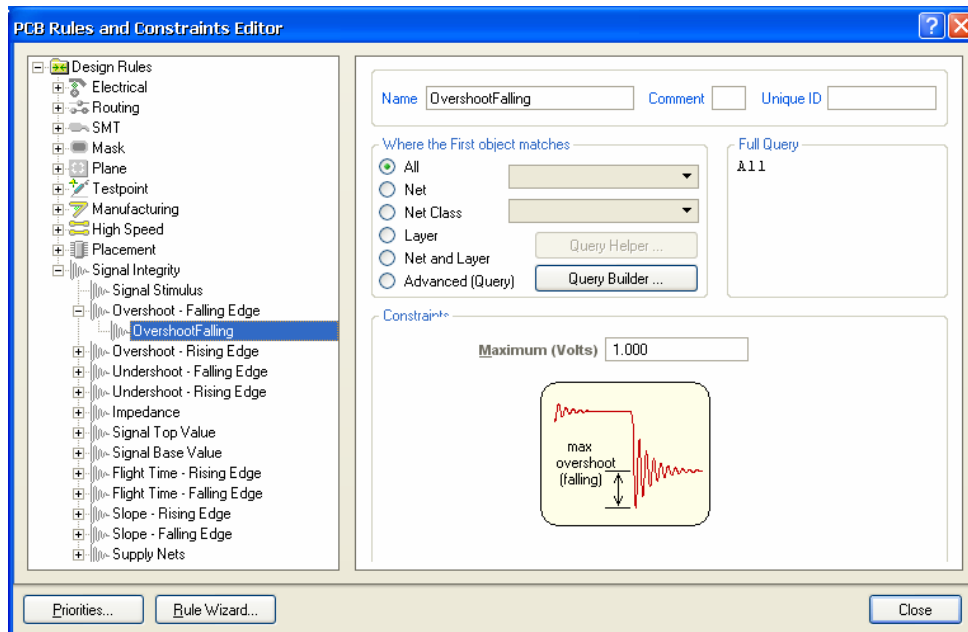 PCB Rules and Constraints Editor
Design Rules
Electrical
Routing
SMT
Mask
Plane
Testpoint
Manufacturing
High Speed
Placement
Signal Integrity
Signal Stimulus
Overshoot - Falling Edge
OvershootFalling
Overshoot - Rising Edge
Undershoot - Falling Edge
Undershoot - Rising Edge
Impedance
Signal Top Value
Signal Base Value
Flight Time - Rising Edge
Flight Time - Falling Edge
Slope - Rising Edge
Slope - Falling Edge
Supply Nets
Name OvershootFalling Comment Unique ID
Where the First object matches
All
Net
Net Class
Layer
Net and Layer
Advanced (Query)
Query Helper ...
Query Builder ...
Full Query
All
Constraints
Maximum (Volts) 1.000
max
overshoot
(falling)
Priorities... Rule Wizard... Close